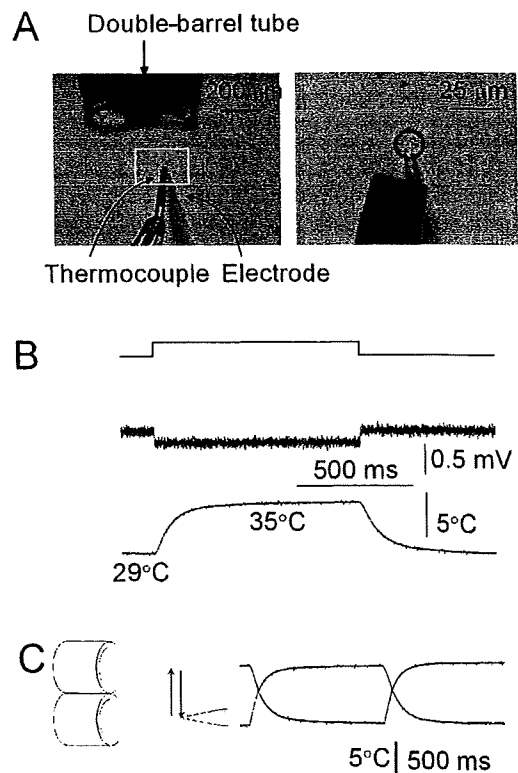 A
Double-barrel tube
200 µm
25 µm
Thermocouple Electrode
B
0.5 mV
500 ms
35°C
5°C
29°C
C
5°C 500 ms